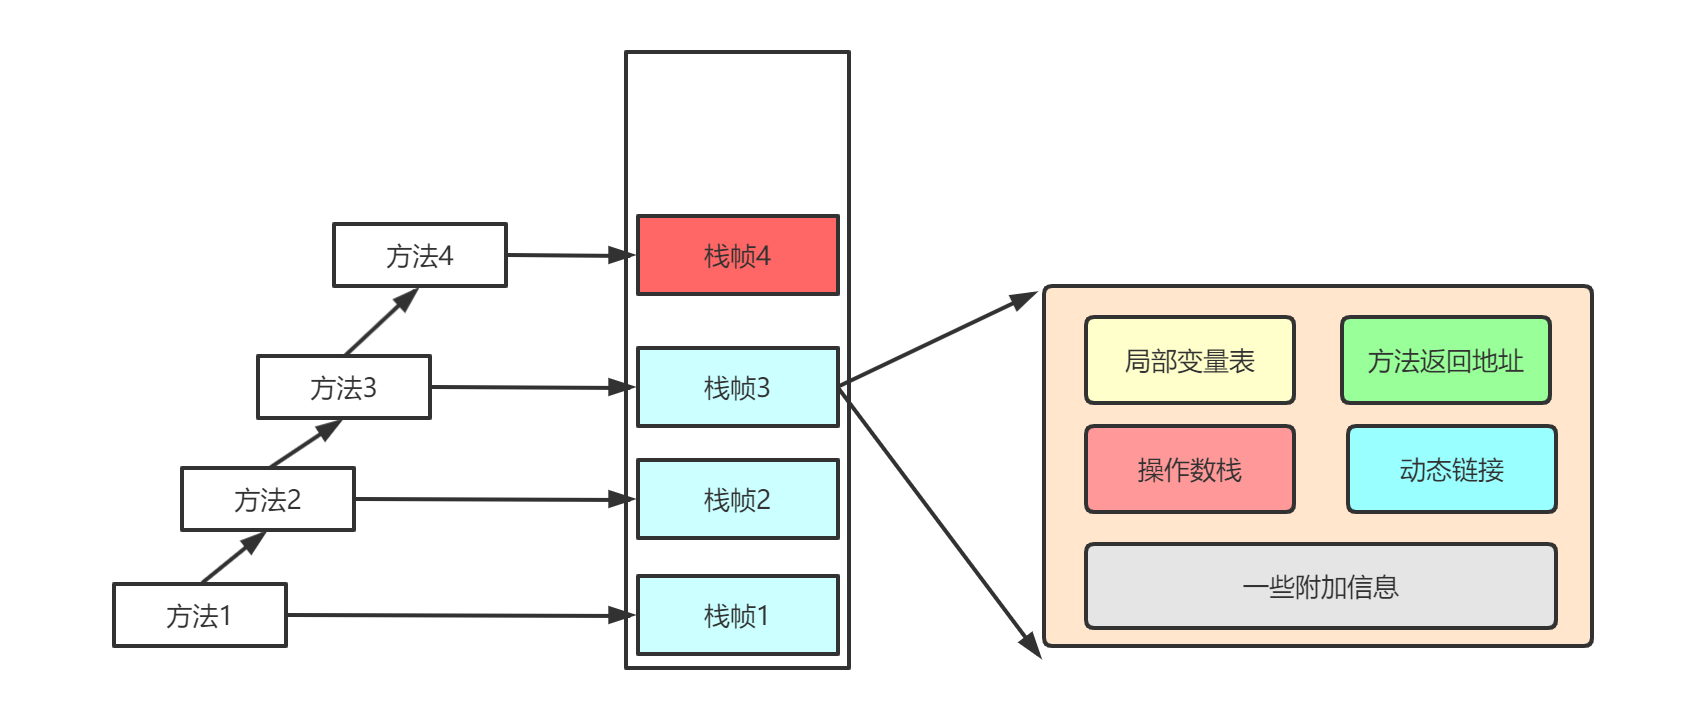 方法4
栈帧4
方法3
栈帧3
方法2
栈帧2
方法1
栈帧1
局部变量表
方法返回地址
操作数栈
动态链接
一些附加信息